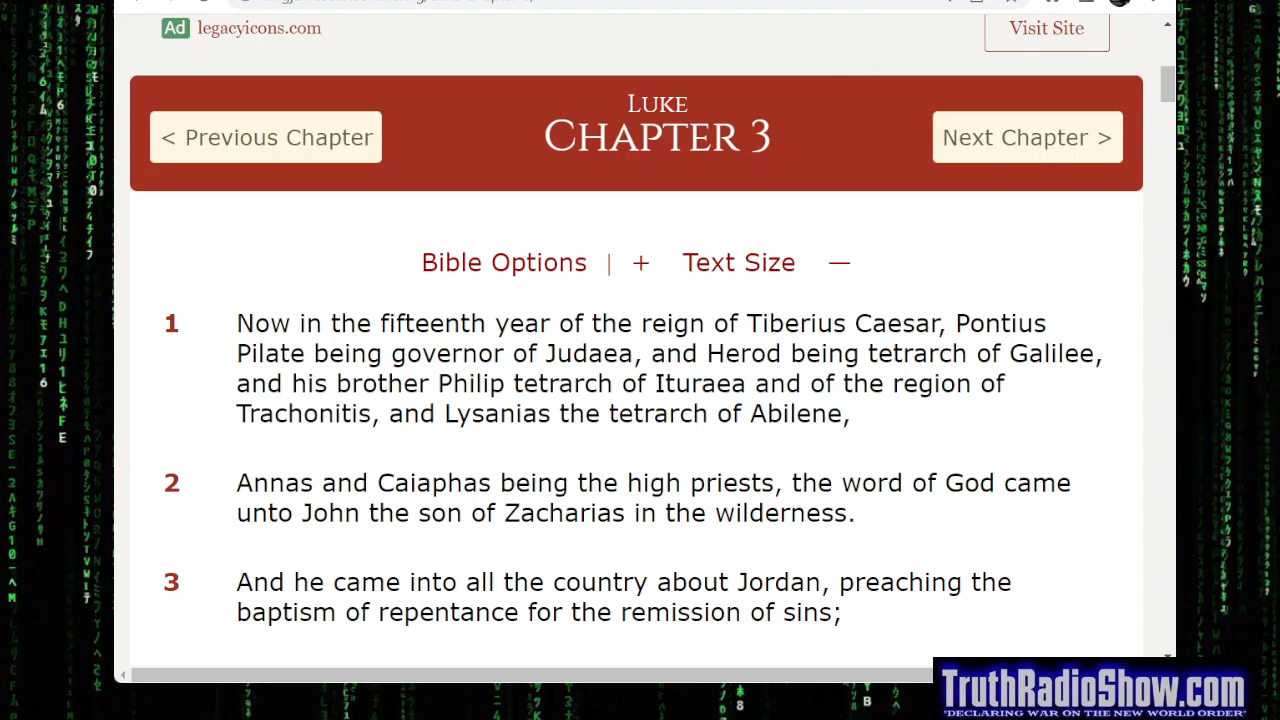 Ad legacyicons.com
Visit Site
< Previous Chapter
LUKE
CHAPTER 3
Next Chapter >
Bible Options | + Text Size —
1 Now in the fifteenth year of the reign of Tiberius Caesar, Pontius
Pilate being governor of Judaea, and Herod being tetrarch of Galilee,
and his brother Philip tetrarch of Ituraea and of the region of
Trachonitis, and Lysanias the tetrarch of Abilene,
2 Annas and Caiaphas being the high priests, the word of God came
unto John the son of Zacharias in the wilderness.
3 And he came into all the country about Jordan, preaching the
baptism of repentance for the remission of sins;
TruthRadioShow.com
"DECLARING WAR ON THE NEW WORLD ORDER"